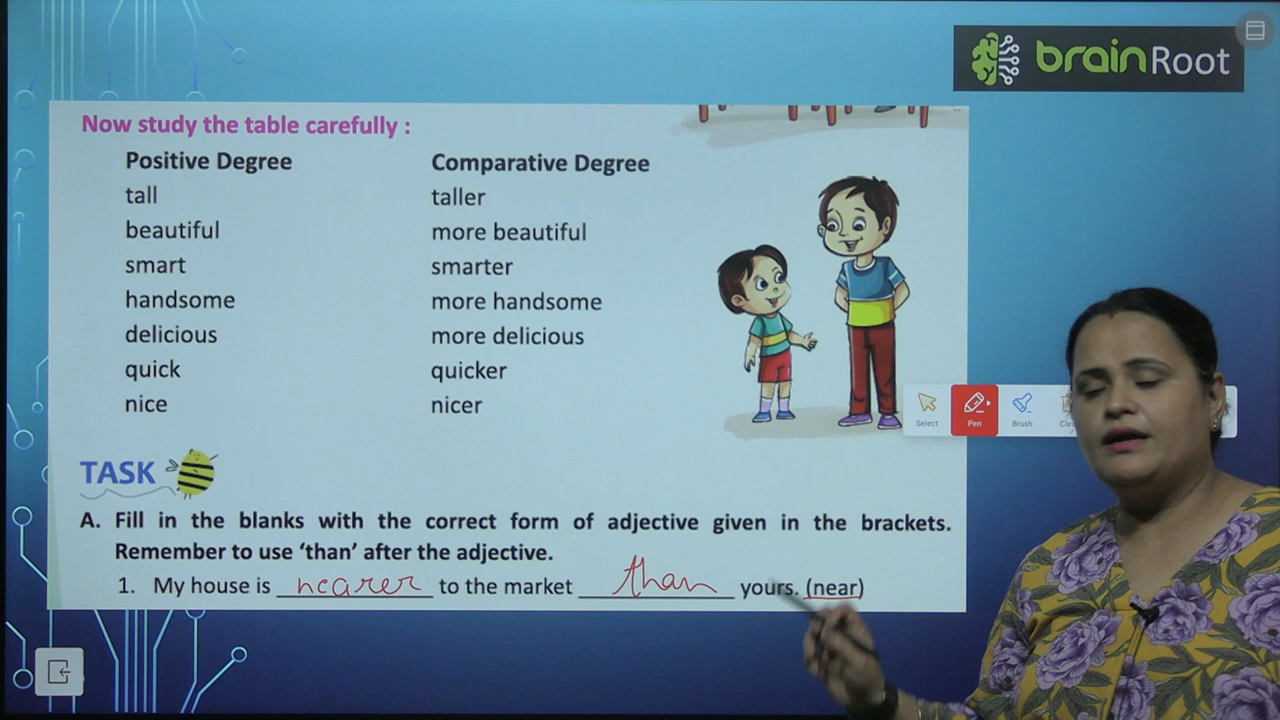 brainRoot
Now study the table carefully :
Positive Degree Comparative Degree
tall taller
beautiful more beautiful
smart smarter
handsome more handsome
delicious more delicious
quick quicker
nice nicer
Select Pen Brush
TASK
A. Fill in the blanks with the correct form of adjective given in the brackets.
Remember to use ‘than’ after the adjective.
1. My house is nearer to the market than yours. (near)